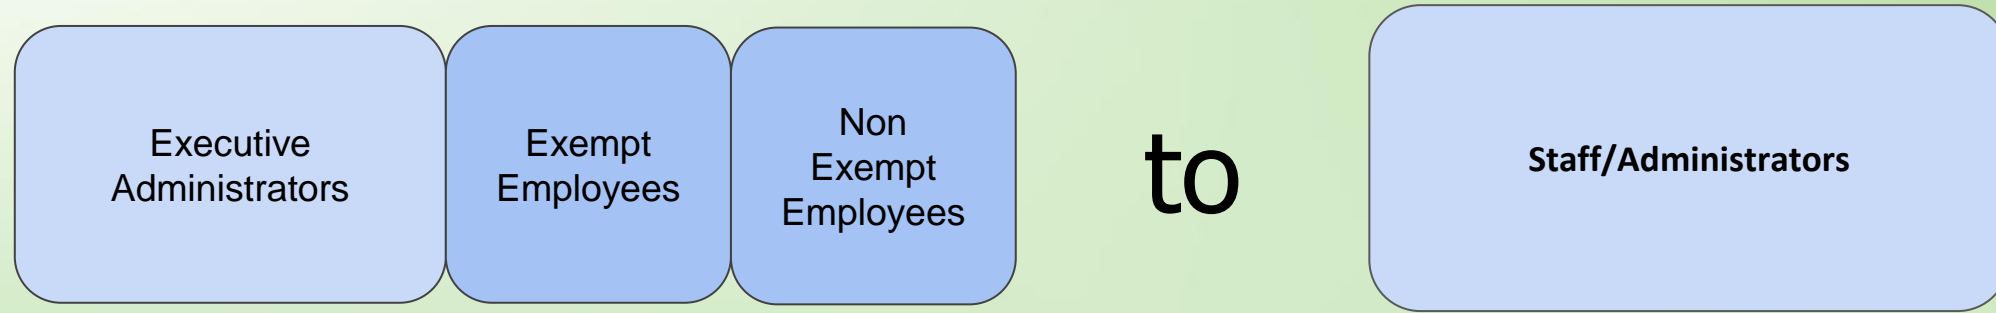 Executive
Administrators
Exempt
Employees
Non
Exempt
Employees
to
Staff/Administrators